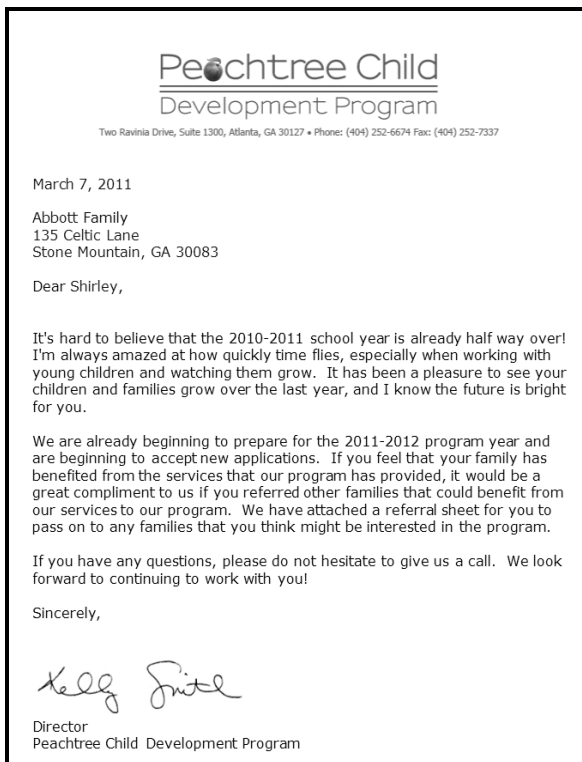 Peachtree Child
Development Program
Two Ravinia Drive, Suite 1300, Atlanta, GA 30127 • Phone: (404) 252-6674 Fax: (404) 252-7337
March 7, 2011
Abbott Family
135 Celtic Lane
Stone Mountain, GA 30083
Dear Shirley,
It's hard to believe that the 2010-2011 school year is already half way over!
I'm always amazed at how quickly time flies, especially when working with
young children and watching them grow.  It has been a pleasure to see your
children and families grow over the last year, and I know the future is bright
for you.
We are already beginning to prepare for the 2011-2012 program year and
are beginning to accept new applications.  If you feel that your family has
benefited from the services that our program has provided, it would be a
great compliment to us if you referred other families that could benefit from
our services to our program.  We have attached a referral sheet for you to
pass on to any families that you think might be interested in the program.
If you have any questions, please do not hesitate to give us a call.  We look
forward to continuing to work with you!
Sincerely,
Kelly Smith
Director
Peachtree Child Development Program